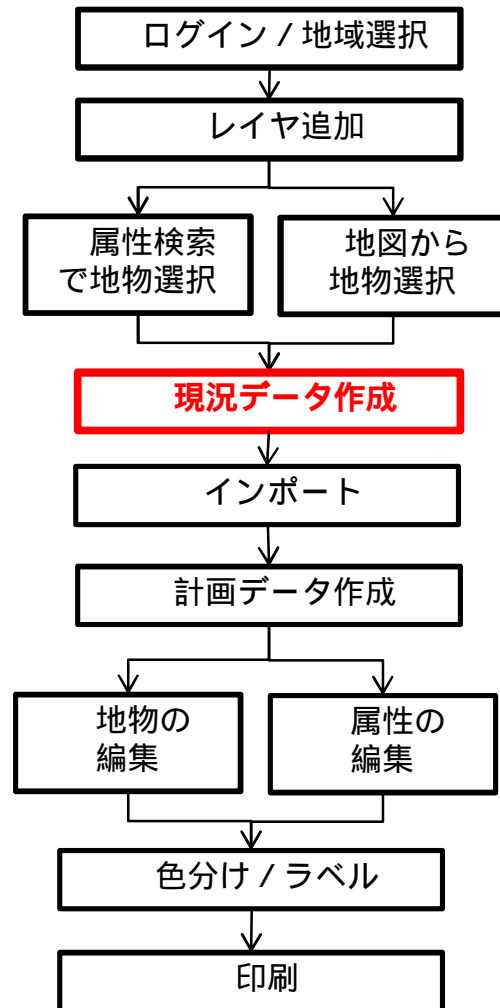 ログイン / 地域選択
レイヤ追加
属性検索
で地物選択
地図から
地物選択
現況データ作成
インポート
計画データ作成
地物の
編集
属性の
編集
色分け / ラベル
印刷